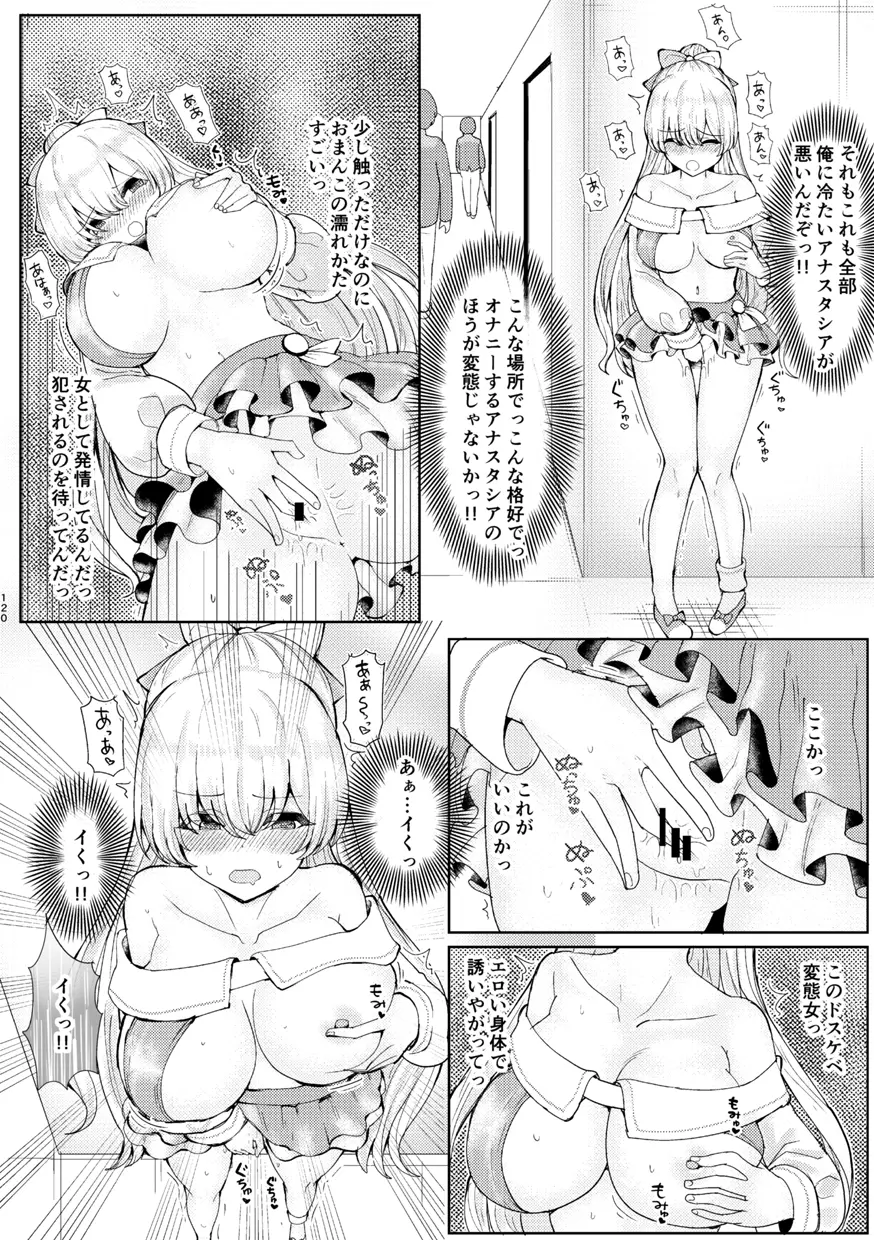 それもこれも全部
俺に冷たいアナスタシアが
悪いんだぞっ!!
あん♡
あっ♡
あっ♡
あん♡
あっ♡
あっ♡
ぐちゅ♡
ぐちゅっ♡
こんな場所でっこんな格好でっ
オナニーするアナスタシアの
ほうが変態じゃないかっ!!
少し触っただけなのに
おまんこの濡れかた
すごいっ
もみゅ♡
あっ♡
ああっ♡
あっ♡
あはぁっ♡
女として発情してるんだっ
犯されるのを待ってんだっ
ここかっ
これが
いいのかっ
ぬちゅ
ぬぷ
ぬちゅ
このドスケベ
変態女っ
エロい身体で
誘いやがってっ
もみゅ♡
もみゅ♡
あぁ～っ♡
あっあ♡
あぁ…イくっ
イくっ!!
イくっ!!
もみゅ♡
ぐちゅ♡
ぐちゅ♡
120